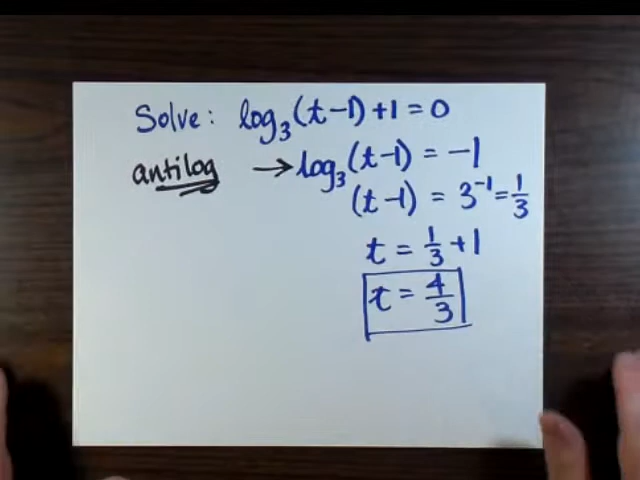 Solve: log₃(t-1)+1=0
antilog → log₃(t-1) = -1
(t-1) = 3⁻¹ = 1/3
t = 1/3 + 1
t = 4/3